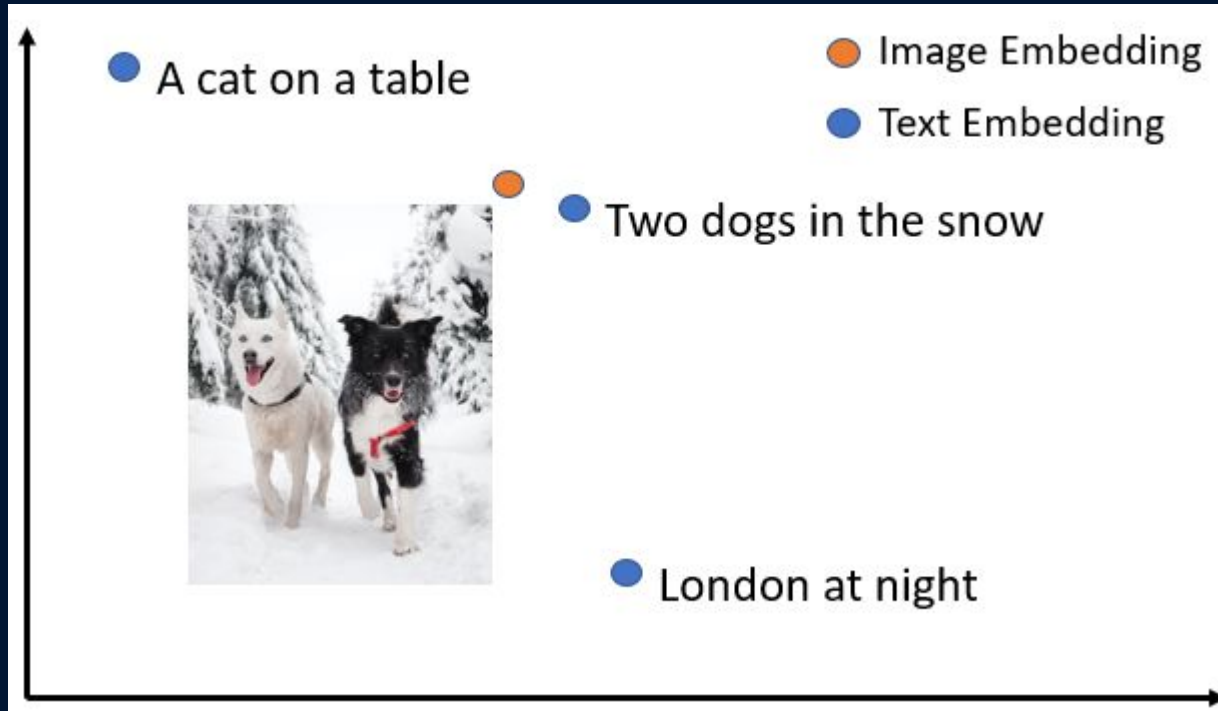 A cat on a table
Image Embedding
Text Embedding
Two dogs in the snow
London at night